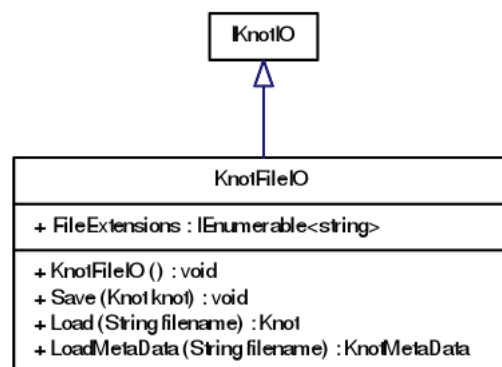 IKnotIO
KnotFileIO
+ FileExtensions : IEnumerable<string>
+ KnotFileIO () : void
+ Save (Knot knot) : void
+ Load (String filename) : Knot
+ LoadMetaData (String filename) : KnotMetaData